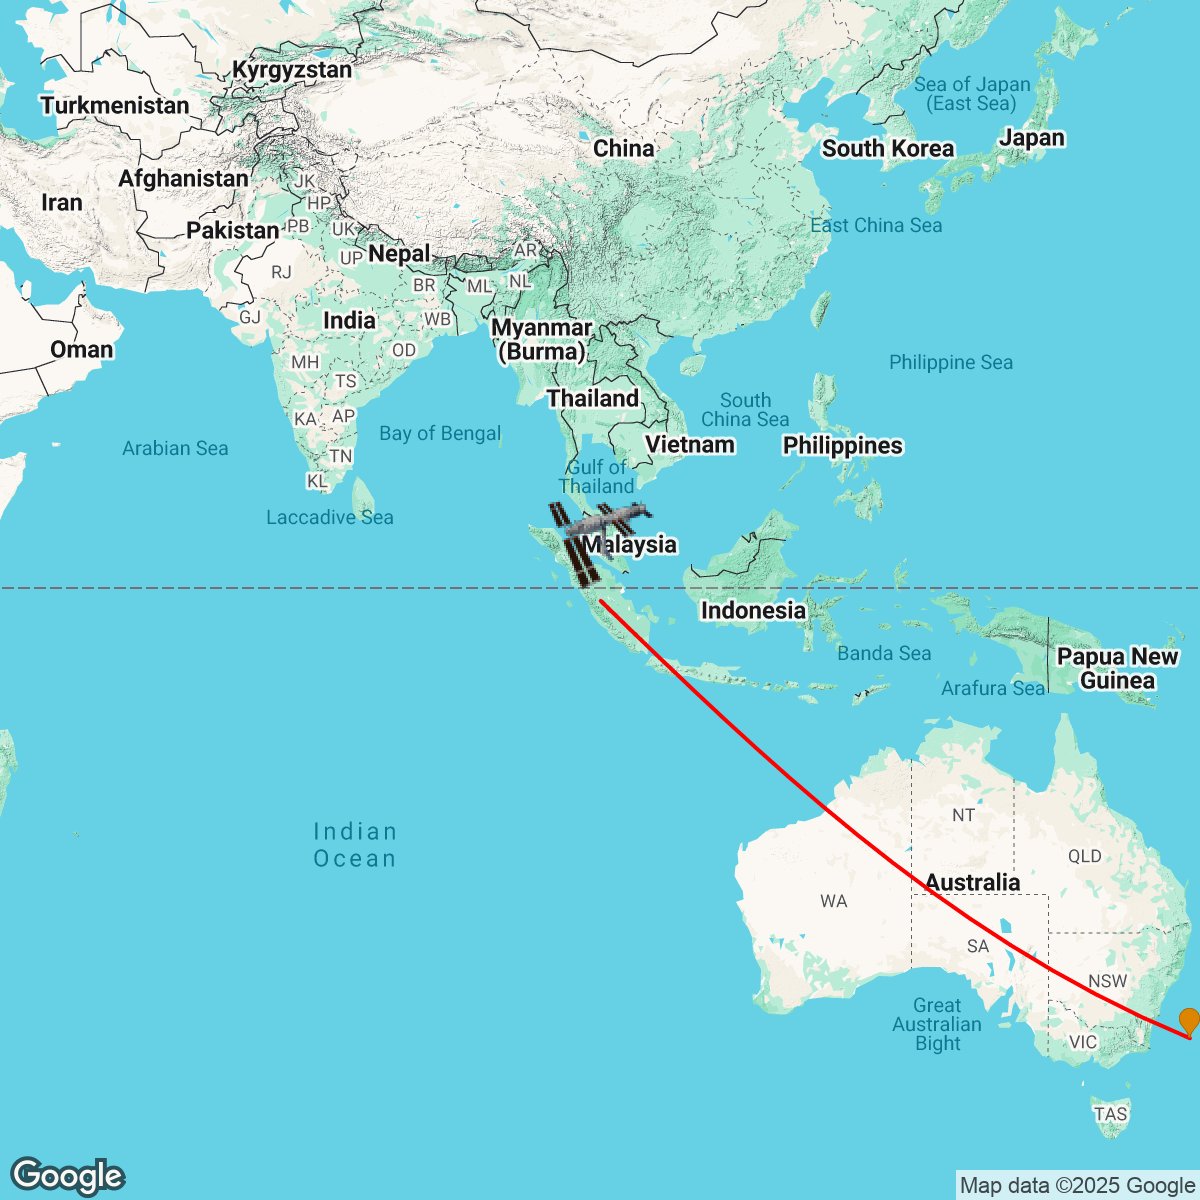 Kyrgyzstan
Turkmenistan
Sea of Japan
(East Sea)
China
South Korea
Japan
Afghanistan
JK
Iran
HP
Pakistan
PB
UK
East China Sea
Nepal
UP
AR
RJ
BR
ML
NL
GJ
India
WB
Myanmar
(Burma)
Oman
OD
MH
Philippine Sea
TS
Thailand
South
China Sea
KA
AP
Bay of Bengal
Arabian Sea
Vietnam
Philippines
TN
KL
Gulf of
Thailand
Laccadive Sea
Malaysia
Indonesia
Banda Sea
Papua New
Guinea
Arafura Sea
Indian
Ocean
NT
QLD
Australia
WA
SA
NSW
Great
Australian
Bight
VIC
TAS
Google
Map data ©2025 Google